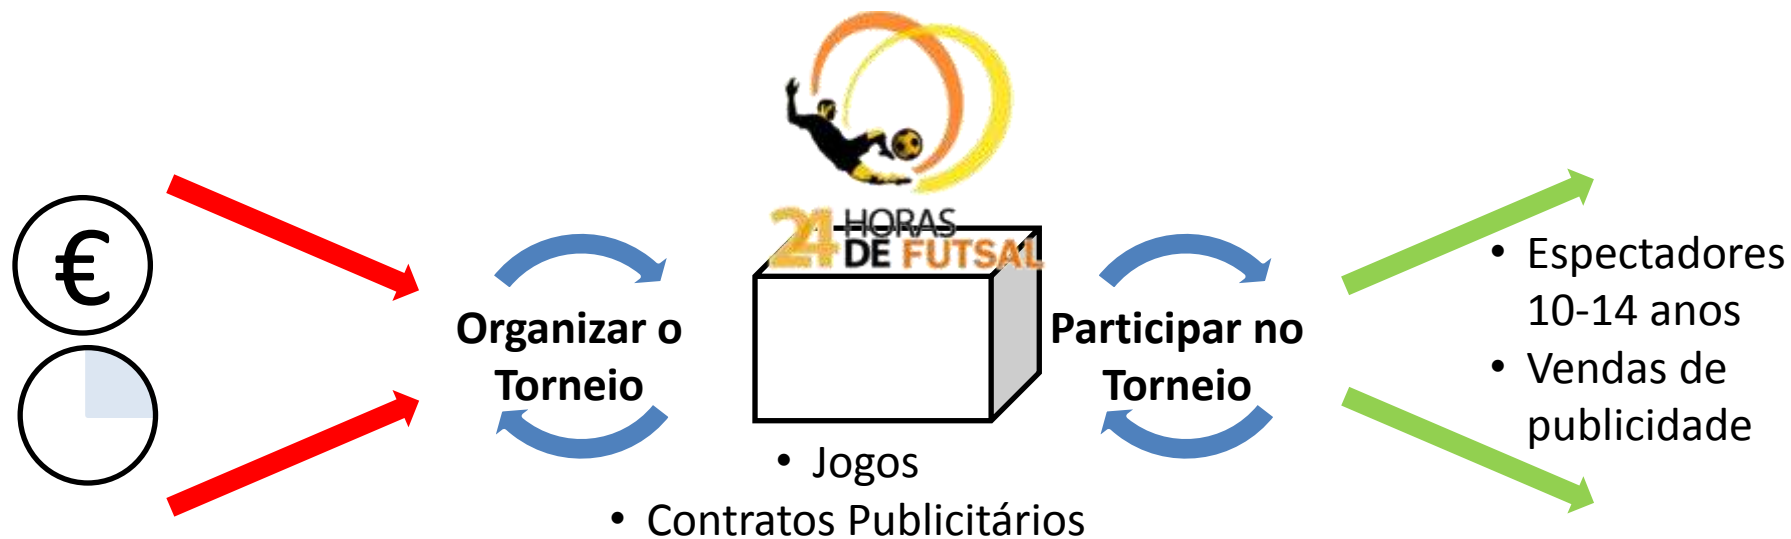 €
Organizar o
Torneio
24 HORAS
DE FUTSAL
• Jogos
• Contratos Publicitários
Participar no
Torneio
• Espectadores
10-14 anos
• Vendas de
publicidade